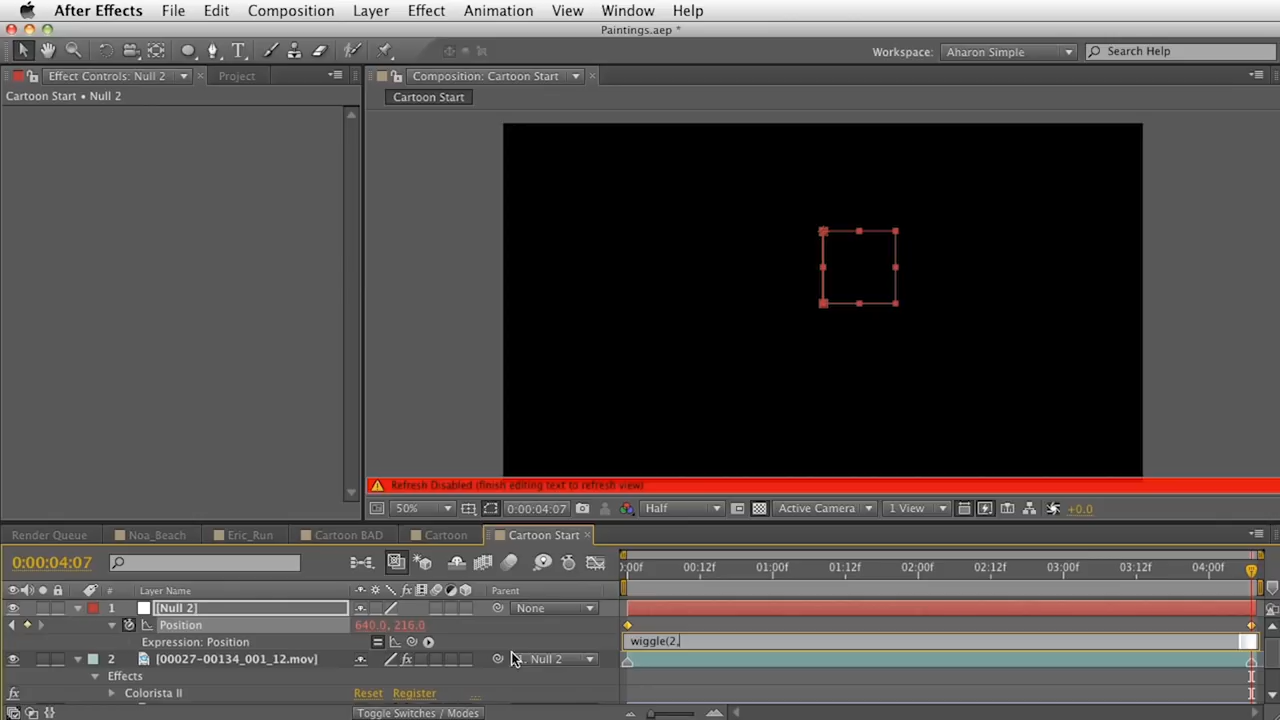 After Effects File Edit Composition Layer Effect Animation View Window Help
Paintings.aep *
Workspace: Aharon Simple Search Help
Effect Controls: Null 2 Project Composition: Cartoon Start
Cartoon Start • Null 2 Cartoon Start
Refresh Disabled (finish editing text to refresh view)
50% 0:00:04:07 Half Active Camera 1 View +0.0
Render Queue Noa_Beach Eric_Run Cartoon BAD Cartoon Cartoon Start
0:00:04:07 0:00f 00:12f 01:00f 01:12f 02:00f 02:12f 03:00f 03:12f 04:00f
# Layer Name Parent
1 [Null 2] None
Position 640.0, 216.0
Expression: Position wiggle(2,
2 [00027-00134_001_12.mov] 1. Null 2
Effects
fx Colorista II Reset Register ...
Toggle Switches / Modes